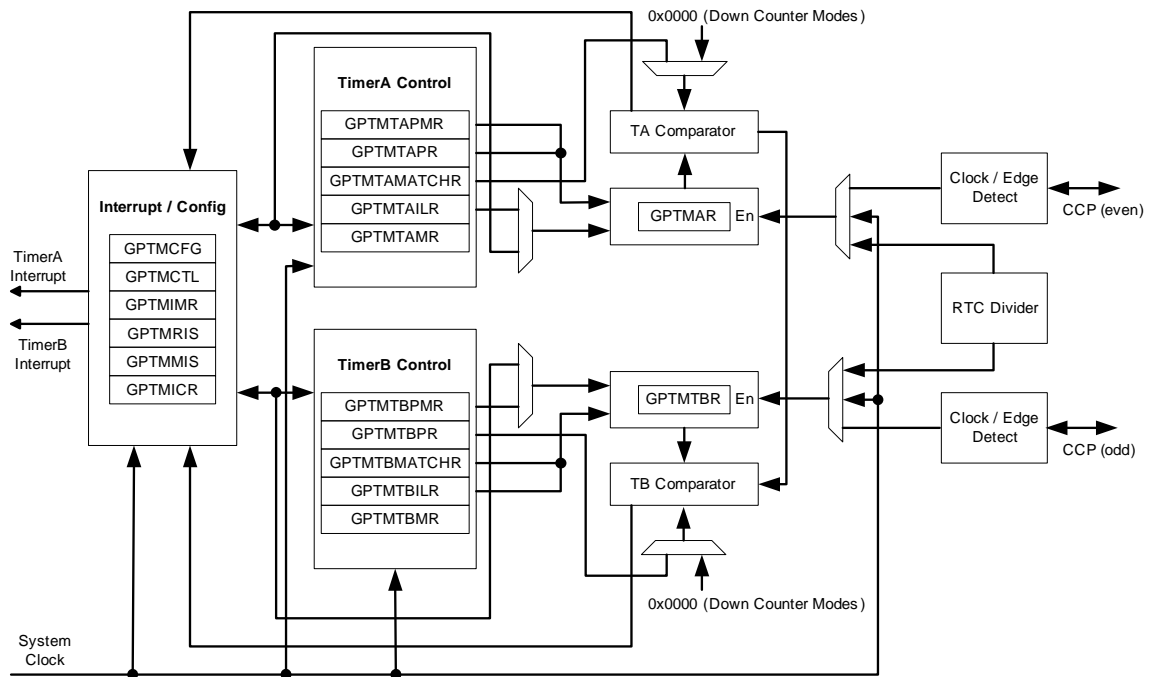 0x0000 (Down Counter Modes)
TimerA Control
GPTMTAPMR
GPTMTAPR
GPTMTAMATCHR
GPTMTAILR
GPTMTAMR
TA Comparator
GPTMAR
En
Clock / Edge
Detect
CCP (even)
Interrupt / Config
GPTMCFG
GPTMCTL
GPTMIMR
GPTMRIS
GPTMMIS
GPTMICR
TimerA
Interrupt
TimerB
Interrupt
RTC Divider
TimerB Control
GPTMTBPMR
GPTMTBPR
GPTMTBMATCHR
GPTMTBILR
GPTMTBMR
GPTMTBR
En
TB Comparator
Clock / Edge
Detect
CCP (odd)
0x0000 (Down Counter Modes)
System
Clock